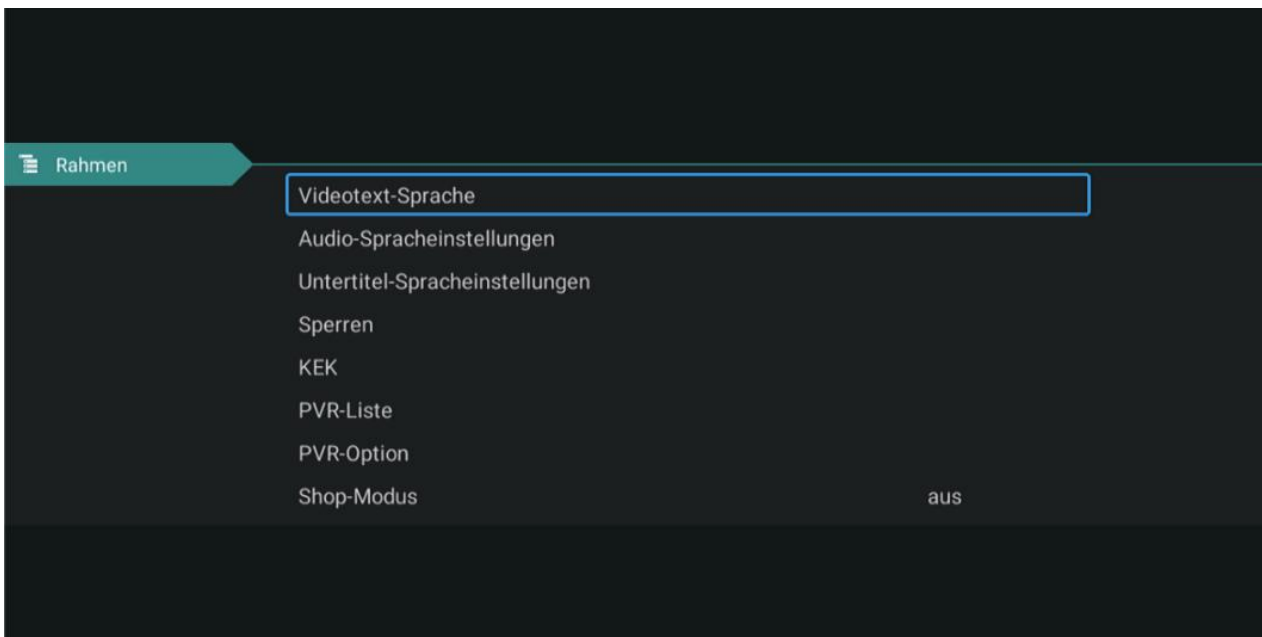 Rahmen
Videotext-Sprache
Audio-Spracheinstellungen
Untertitel-Spracheinstellungen
Sperren
KEK
PVR-Liste
PVR-Option
Shop-Modus aus